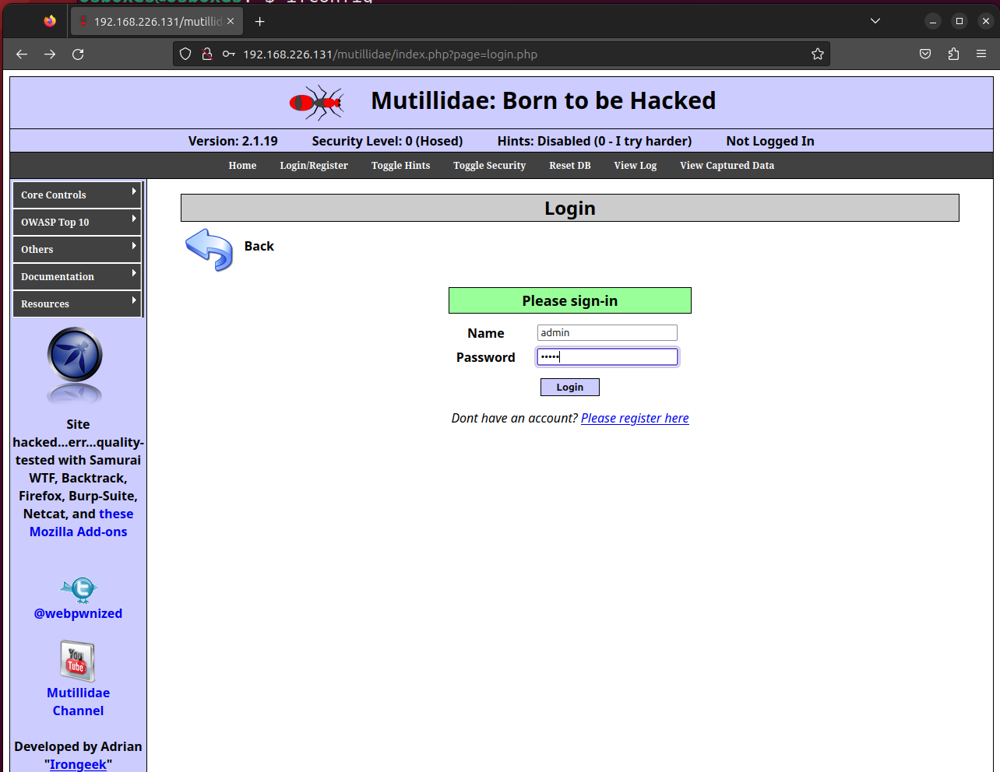 192.168.226.131/mutillid
192.168.226.131/mutillidae/index.php?page=login.php
Mutillidae: Born to be Hacked
Version: 2.1.19 Security Level: 0 (Hosed) Hints: Disabled (0 - I try harder) Not Logged In
Home Login/Register Toggle Hints Toggle Security Reset DB View Log View Captured Data
Core Controls
OWASP Top 10
Others
Documentation
Resources
Site
hacked...err...quality-
tested with Samurai
WTF, Backtrack,
Firefox, Burp-Suite,
Netcat, and these
Mozilla Add-ons
@webpwnized
You
Tube
Mutillidae
Channel
Developed by Adrian
"Irongeek"
Login
Back
Please sign-in
Name admin
Password •••••
Login
Dont have an account? Please register here